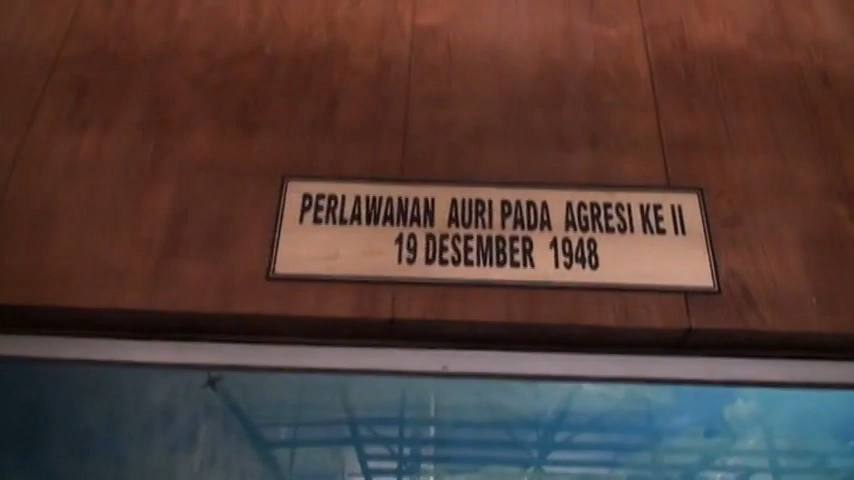 PERLAWANAN AURI PADA AGRESI KE II
19 DESEMBER 1948